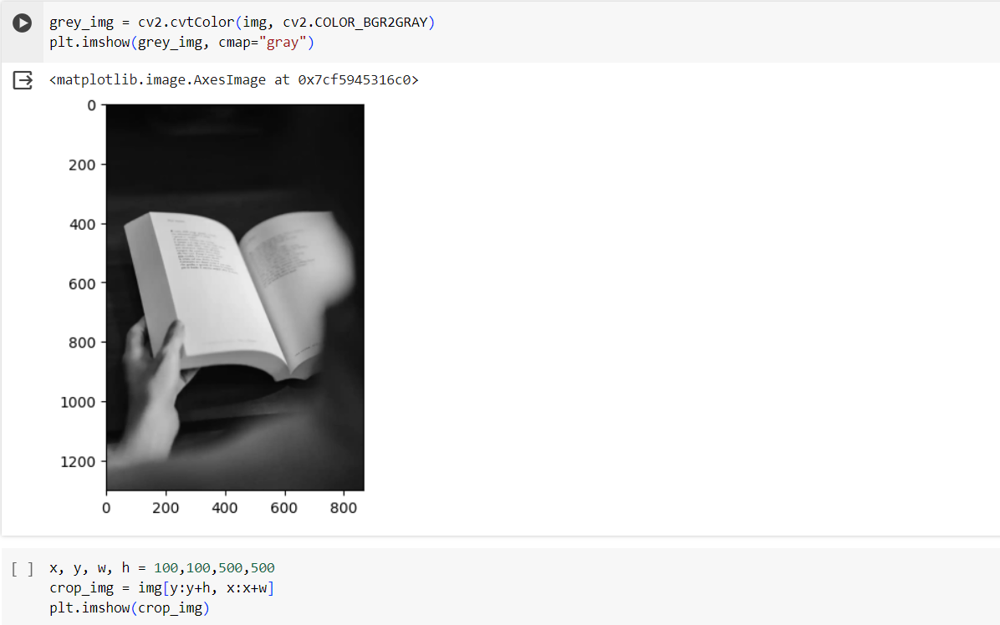 grey_img = cv2.cvtColor(img, cv2.COLOR_BGR2GRAY)
plt.imshow(grey_img, cmap="gray")
<matplotlib.image.AxesImage at 0x7cf5945316c0>
0
200
400
600
800
1000
1200
0 200 400 600 800
[ ] x, y, w, h = 100,100,500,500
crop_img = img[y:y+h, x:x+w]
plt.imshow(crop_img)